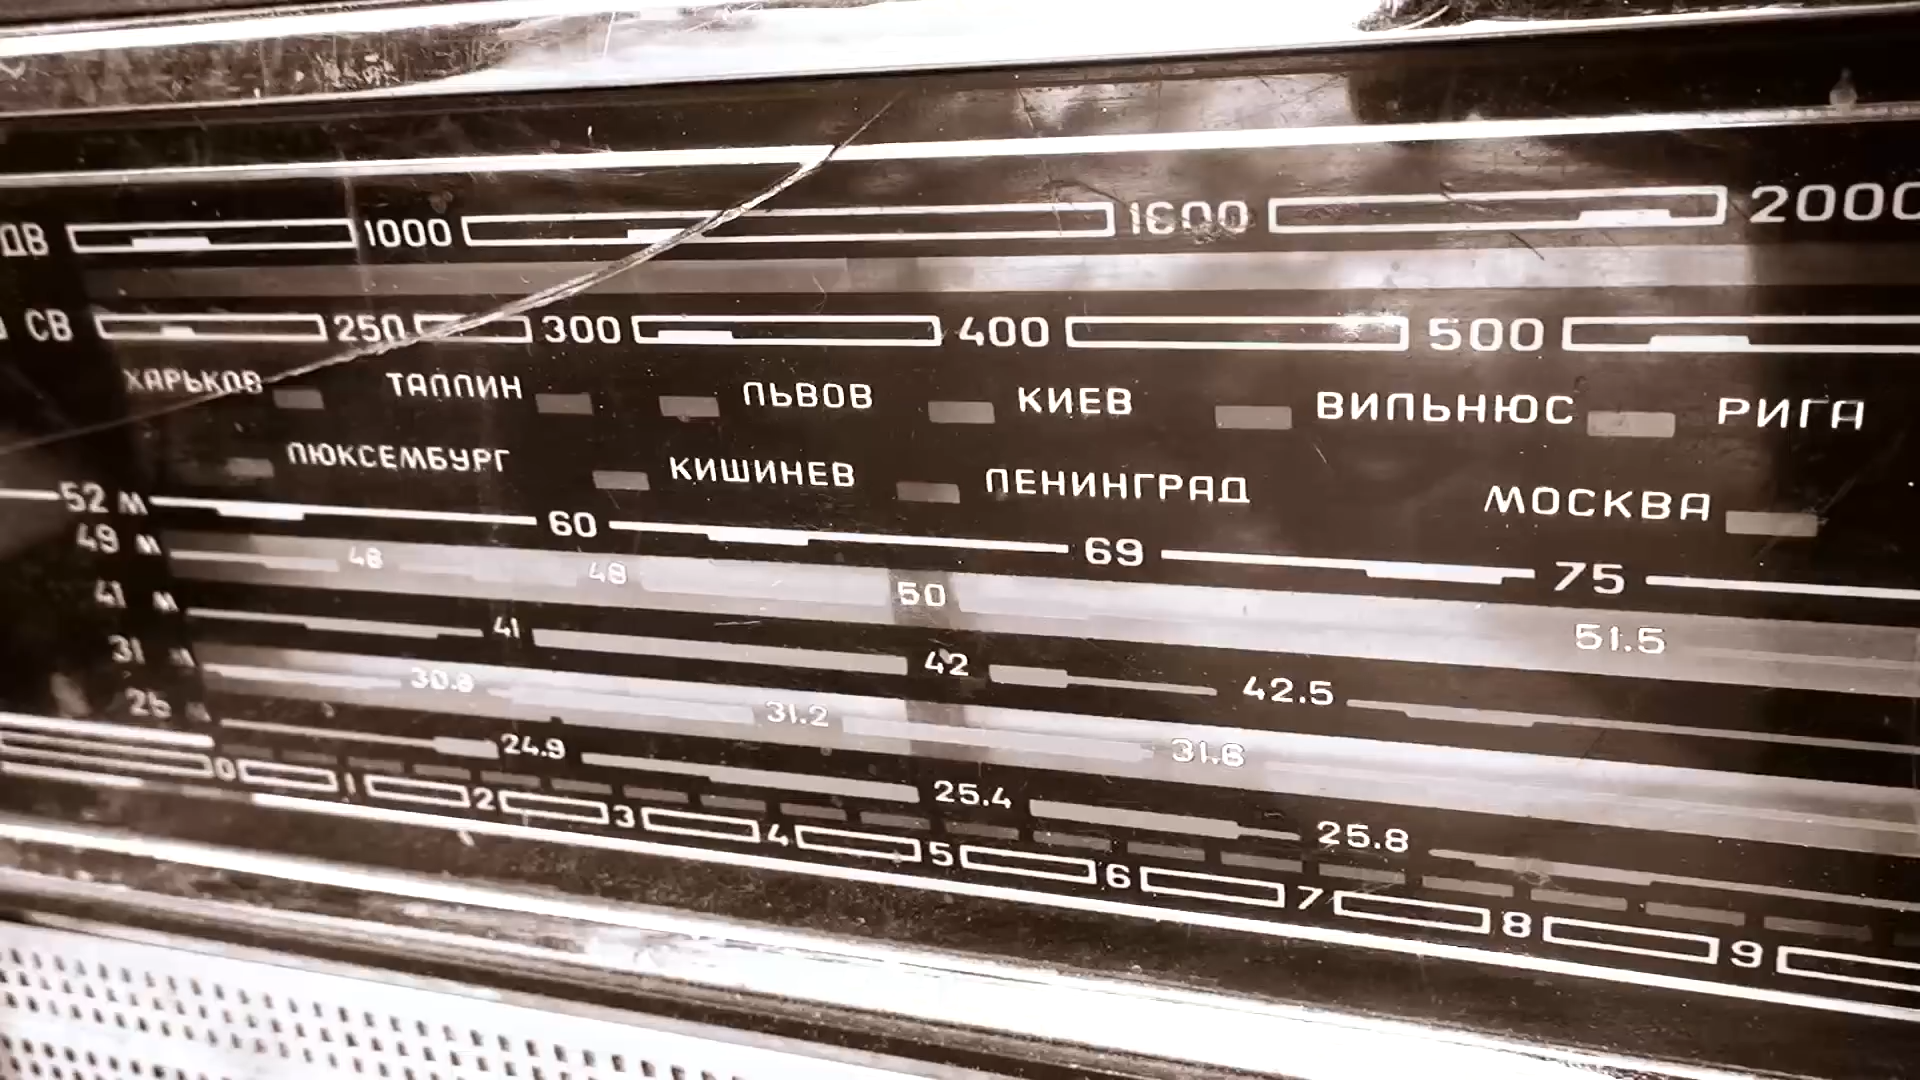 ДВ 1000 1600 2000
СВ 250 300 400 500
ХАРЬКОВ ТАЛЛИН ЛЬВОВ КИЕВ ВИЛЬНЮС РИГА
ЛЮКСЕМБУРГ КИШИНЕВ ЛЕНИНГРАД МОСКВА
52 М 60 69 75
49 М 48 50 51.5
41 М 41 42 42.5
31 М 30.8 31.2 31.6
25 24.9 25.4 25.8
0 1 2 3 4 5 6 7 8 9